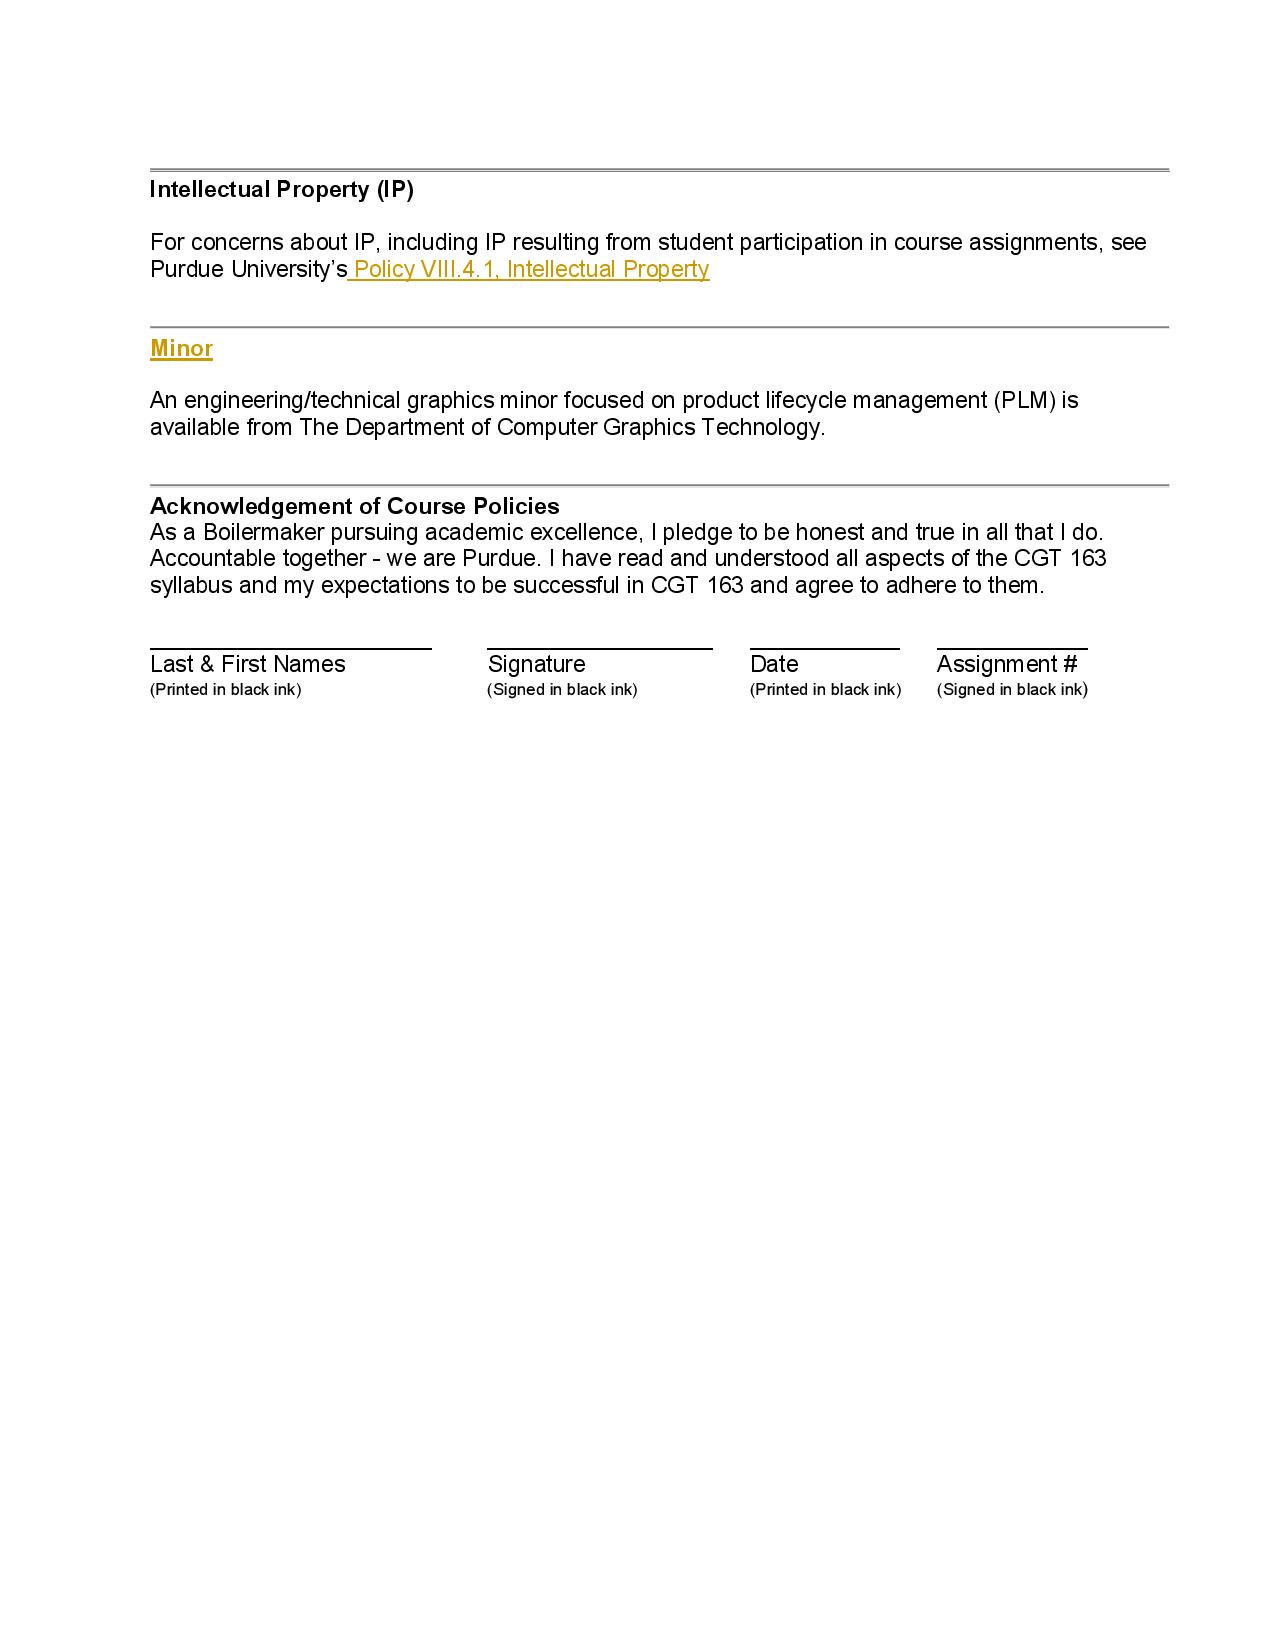 Intellectual Property (IP)
For concerns about IP, including IP resulting from student participation in course assignments, see
Purdue University’s Policy VIII.4.1, Intellectual Property
Minor
An engineering/technical graphics minor focused on product lifecycle management (PLM) is
available from The Department of Computer Graphics Technology.
Acknowledgement of Course Policies
As a Boilermaker pursuing academic excellence, I pledge to be honest and true in all that I do.
Accountable together - we are Purdue. I have read and understood all aspects of the CGT 163
syllabus and my expectations to be successful in CGT 163 and agree to adhere to them.
Last & First Names Signature Date Assignment #
(Printed in black ink) (Signed in black ink) (Printed in black ink) (Signed in black ink)